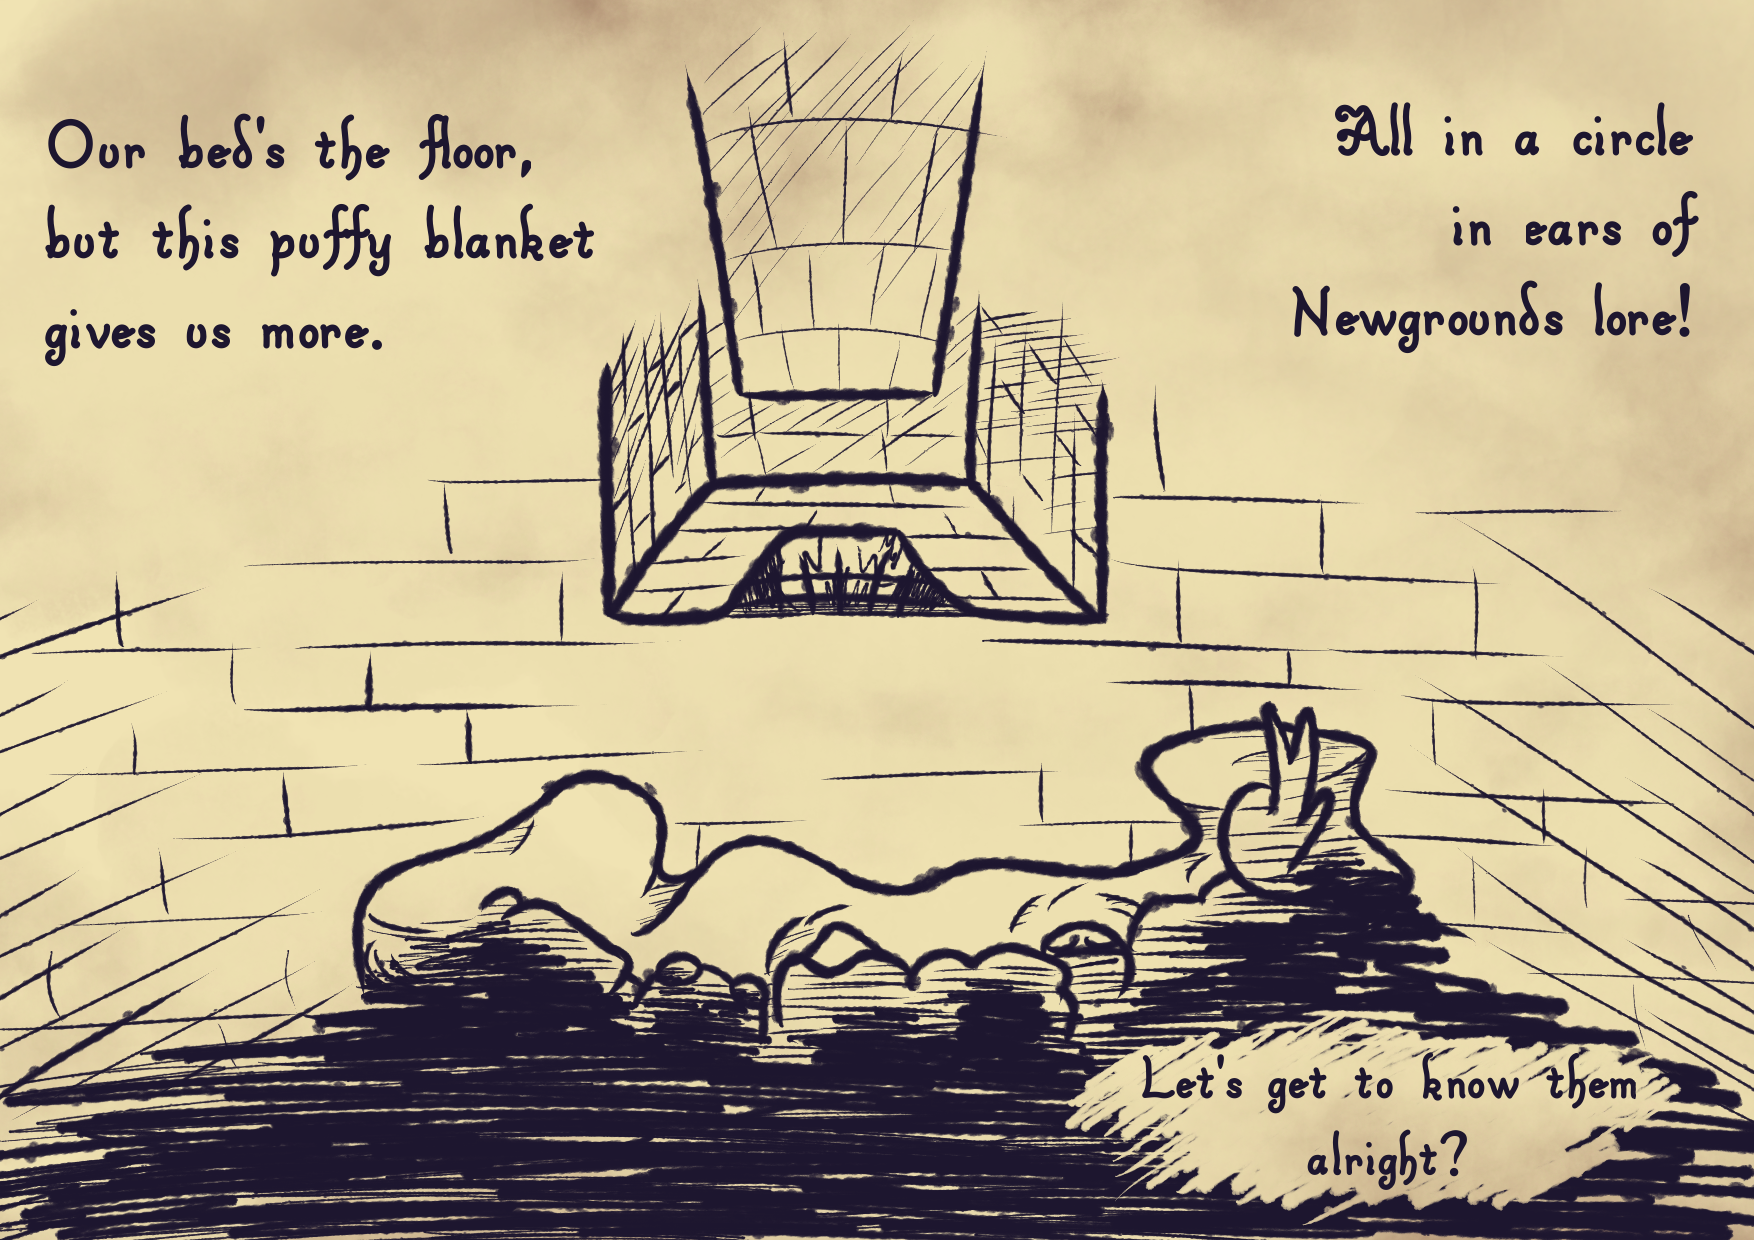 Our bed's the floor,
but this puffy blanket
gives us more.
All in a circle
in ears of
Newgrounds lore!
Let's get to know them
alright?